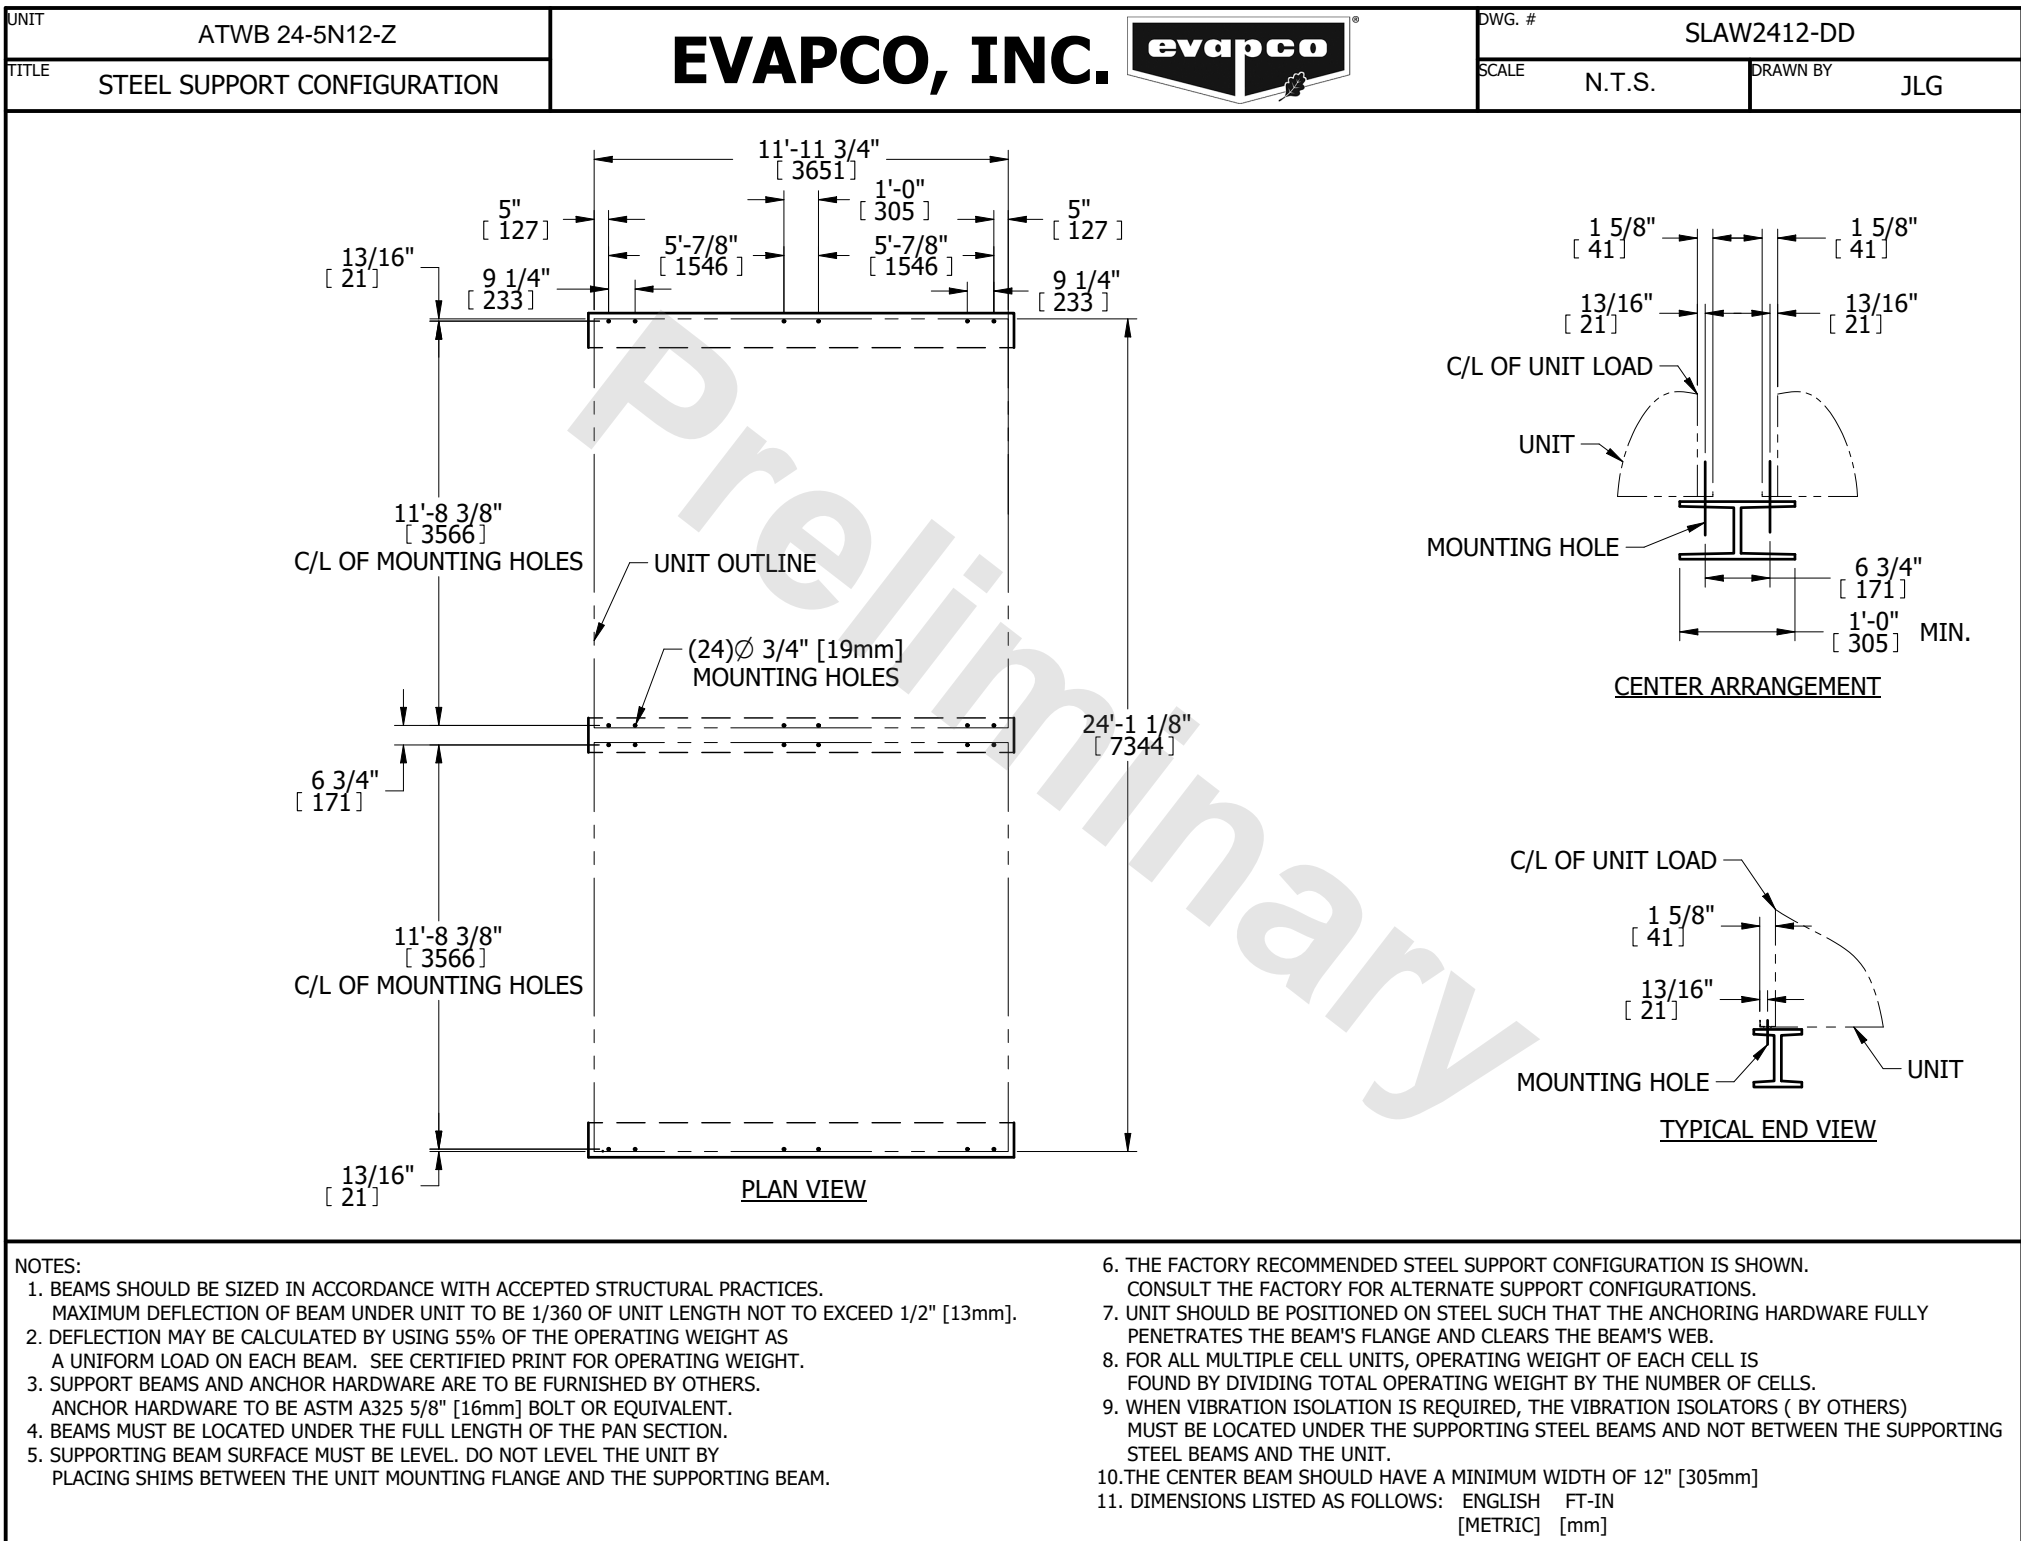 UNIT
ATWB 24-5N12-Z
TITLE
STEEL SUPPORT CONFIGURATION
EVAPCO, INC.
evapco
®
DWG. #
SLAW2412-DD
SCALE
N.T.S.
DRAWN BY
JLG
11'-11 3/4"
[ 3651]
1'-0"
[ 305 ]
5"
[ 127]
5"
[ 127 ]
5'-7/8"
[ 1546 ]
5'-7/8"
[ 1546 ]
13/16"
[ 21]
9 1/4"
[ 233]
9 1/4"
[ 233 ]
11'-8 3/8"
[ 3566]
C/L OF MOUNTING HOLES
UNIT OUTLINE
(24)Ø 3/4" [19mm]
MOUNTING HOLES
24'-1 1/8"
[ 7344]
6 3/4"
[ 171]
11'-8 3/8"
[ 3566]
C/L OF MOUNTING HOLES
13/16"
[ 21]
PLAN VIEW
Preliminary
1 5/8"
[ 41]
1 5/8"
[ 41]
13/16"
[ 21]
13/16"
[ 21]
C/L OF UNIT LOAD
UNIT
MOUNTING HOLE
6 3/4"
[ 171]
1'-0"
[ 305] MIN.
CENTER ARRANGEMENT
C/L OF UNIT LOAD
1 5/8"
[ 41]
13/16"
[ 21]
MOUNTING HOLE
UNIT
TYPICAL END VIEW
NOTES:
1. BEAMS SHOULD BE SIZED IN ACCORDANCE WITH ACCEPTED STRUCTURAL PRACTICES.
MAXIMUM DEFLECTION OF BEAM UNDER UNIT TO BE 1/360 OF UNIT LENGTH NOT TO EXCEED 1/2" [13mm].
2. DEFLECTION MAY BE CALCULATED BY USING 55% OF THE OPERATING WEIGHT AS
A UNIFORM LOAD ON EACH BEAM. SEE CERTIFIED PRINT FOR OPERATING WEIGHT.
3. SUPPORT BEAMS AND ANCHOR HARDWARE ARE TO BE FURNISHED BY OTHERS.
ANCHOR HARDWARE TO BE ASTM A325 5/8" [16mm] BOLT OR EQUIVALENT.
4. BEAMS MUST BE LOCATED UNDER THE FULL LENGTH OF THE PAN SECTION.
5. SUPPORTING BEAM SURFACE MUST BE LEVEL. DO NOT LEVEL THE UNIT BY
PLACING SHIMS BETWEEN THE UNIT MOUNTING FLANGE AND THE SUPPORTING BEAM.
6. THE FACTORY RECOMMENDED STEEL SUPPORT CONFIGURATION IS SHOWN.
CONSULT THE FACTORY FOR ALTERNATE SUPPORT CONFIGURATIONS.
7. UNIT SHOULD BE POSITIONED ON STEEL SUCH THAT THE ANCHORING HARDWARE FULLY
PENETRATES THE BEAM'S FLANGE AND CLEARS THE BEAM'S WEB.
8. FOR ALL MULTIPLE CELL UNITS, OPERATING WEIGHT OF EACH CELL IS
FOUND BY DIVIDING TOTAL OPERATING WEIGHT BY THE NUMBER OF CELLS.
9. WHEN VIBRATION ISOLATION IS REQUIRED, THE VIBRATION ISOLATORS ( BY OTHERS)
MUST BE LOCATED UNDER THE SUPPORTING STEEL BEAMS AND NOT BETWEEN THE SUPPORTING
STEEL BEAMS AND THE UNIT.
10.THE CENTER BEAM SHOULD HAVE A MINIMUM WIDTH OF 12" [305mm]
11. DIMENSIONS LISTED AS FOLLOWS: ENGLISH FT-IN
[METRIC] [mm]